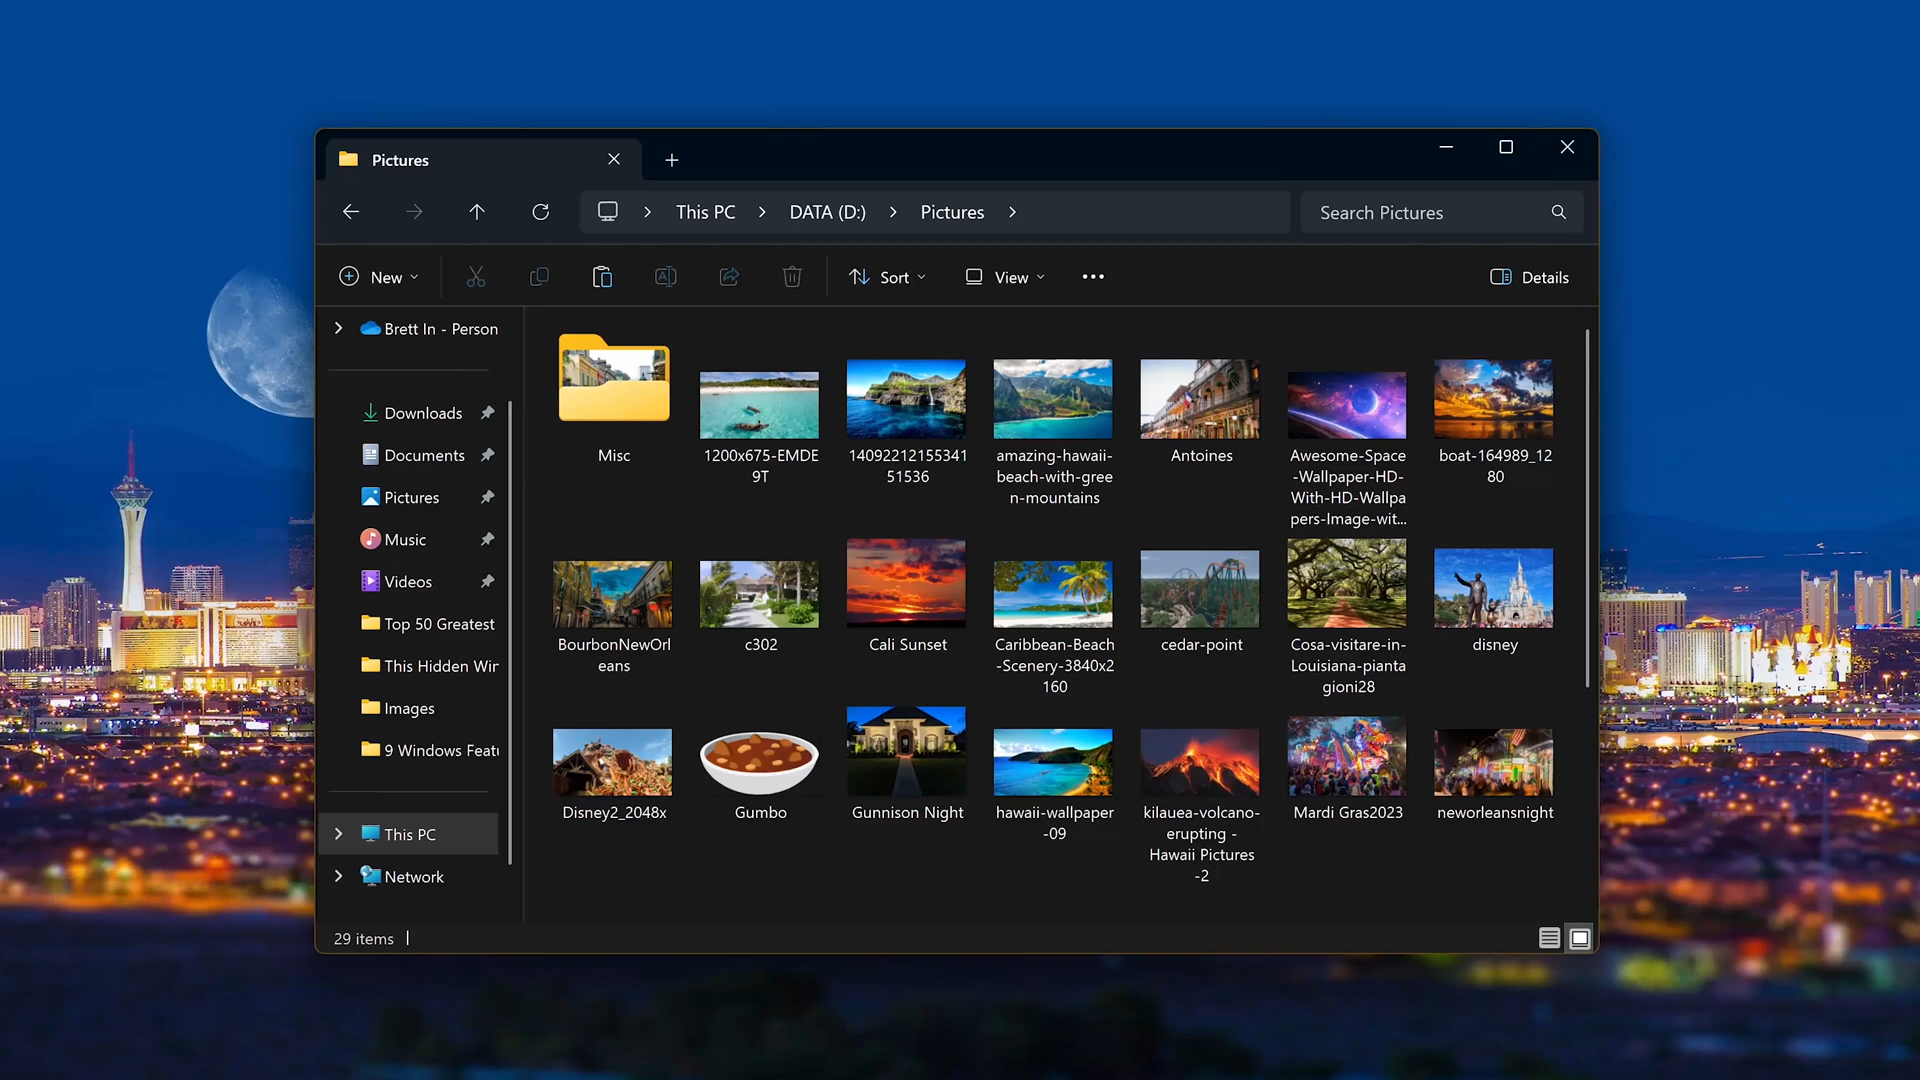 Pictures
This PC
DATA (D:)
Pictures
Search Pictures
New
Sort
View
Details
Brett In - Person
Downloads
Documents
Pictures
Music
Videos
Top 50 Greatest
This Hidden Wir
Images
9 Windows Featu
This PC
Network
Misc
1200x675-EMDE
9T
14092212155341
51536
amazing-hawaii-
beach-with-gree
n-mountains
Antoines
Awesome-Space
-Wallpaper-HD-
With-HD-Wallpa
pers-Image-wit...
boat-164989_12
80
BourbonNewOrl
eans
c302
Cali Sunset
Caribbean-Beach
-Scenery-3840x2
160
cedar-point
Cosa-visitare-in-
Louisiana-pianta
gioni28
disney
Disney2_2048x
Gumbo
Gunnison Night
hawaii-wallpaper
-09
kilauea-volcano-
erupting -
Hawaii Pictures
-2
Mardi Gras2023
neworleansnight
29 items